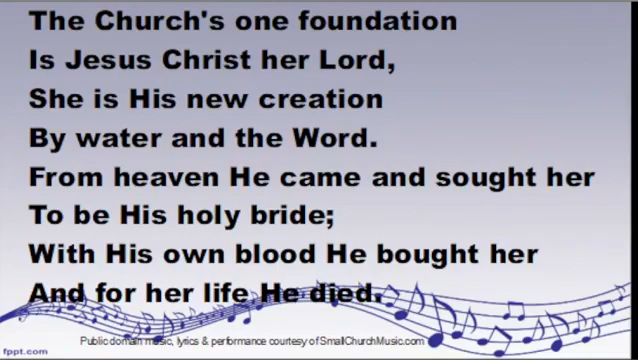 The Church's one foundation
Is Jesus Christ her Lord,
She is His new creation
By water and the Word.
From heaven He came and sought her
To be His holy bride;
With His own blood He bought her
And for her life He died.
Public domain music, lyrics & performance courtesy of SmallChurchMusic.com
fppt.com